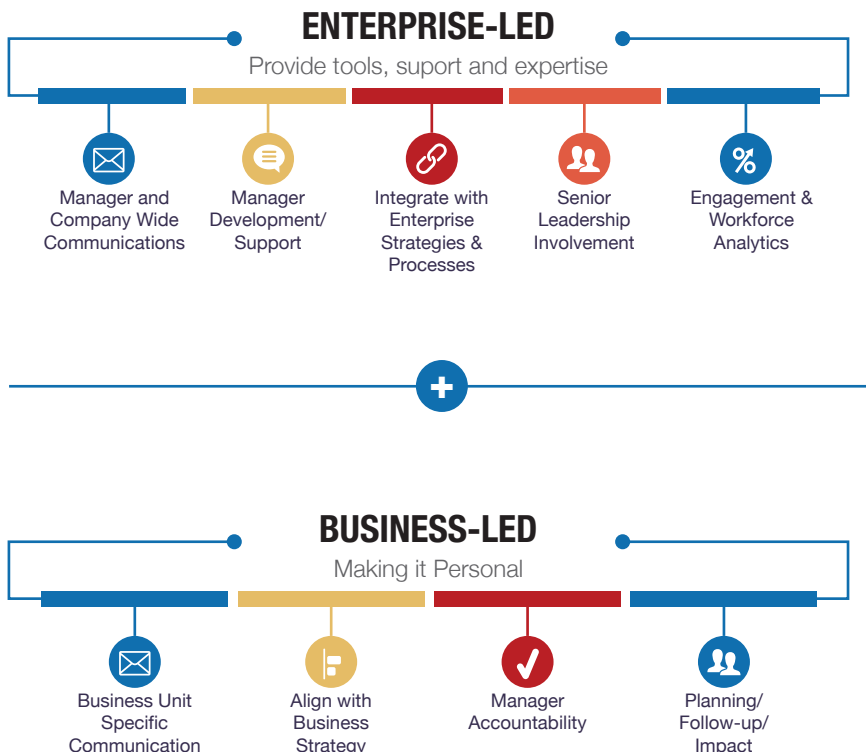 ENTERPRISE-LED
Provide tools, suport and expertise
Manager and
Company Wide
Communications
Manager
Development/
Support
Integrate with
Enterprise
Strategies &
Processes
Senior
Leadership
Involvement
Engagement &
Workforce
Analytics
BUSINESS-LED
Making it Personal
Business Unit
Specific
Communication
Align with
Business
Strategy
Manager
Accountability
Planning/
Follow-up/
Impact